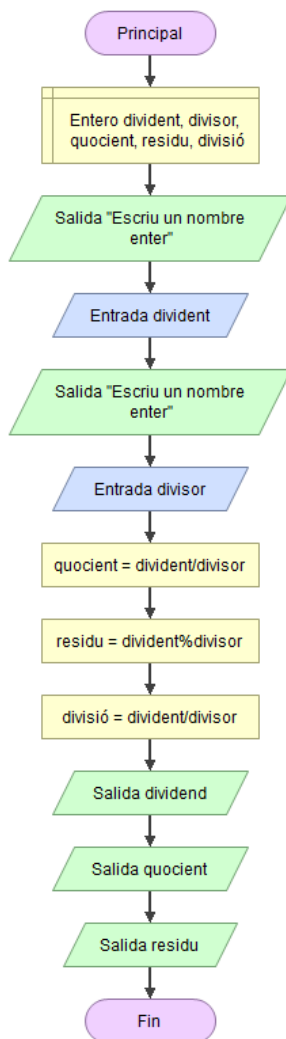 Principal
Entero divident, divisor,
quocient, residu, divisió
Salida "Escriu un nombre
enter"
Entrada divident
Salida "Escriu un nombre
enter"
Entrada divisor
quocient = divident/divisor
residu = divident%divisor
divisió = divident/divisor
Salida dividend
Salida quocient
Salida residu
Fin